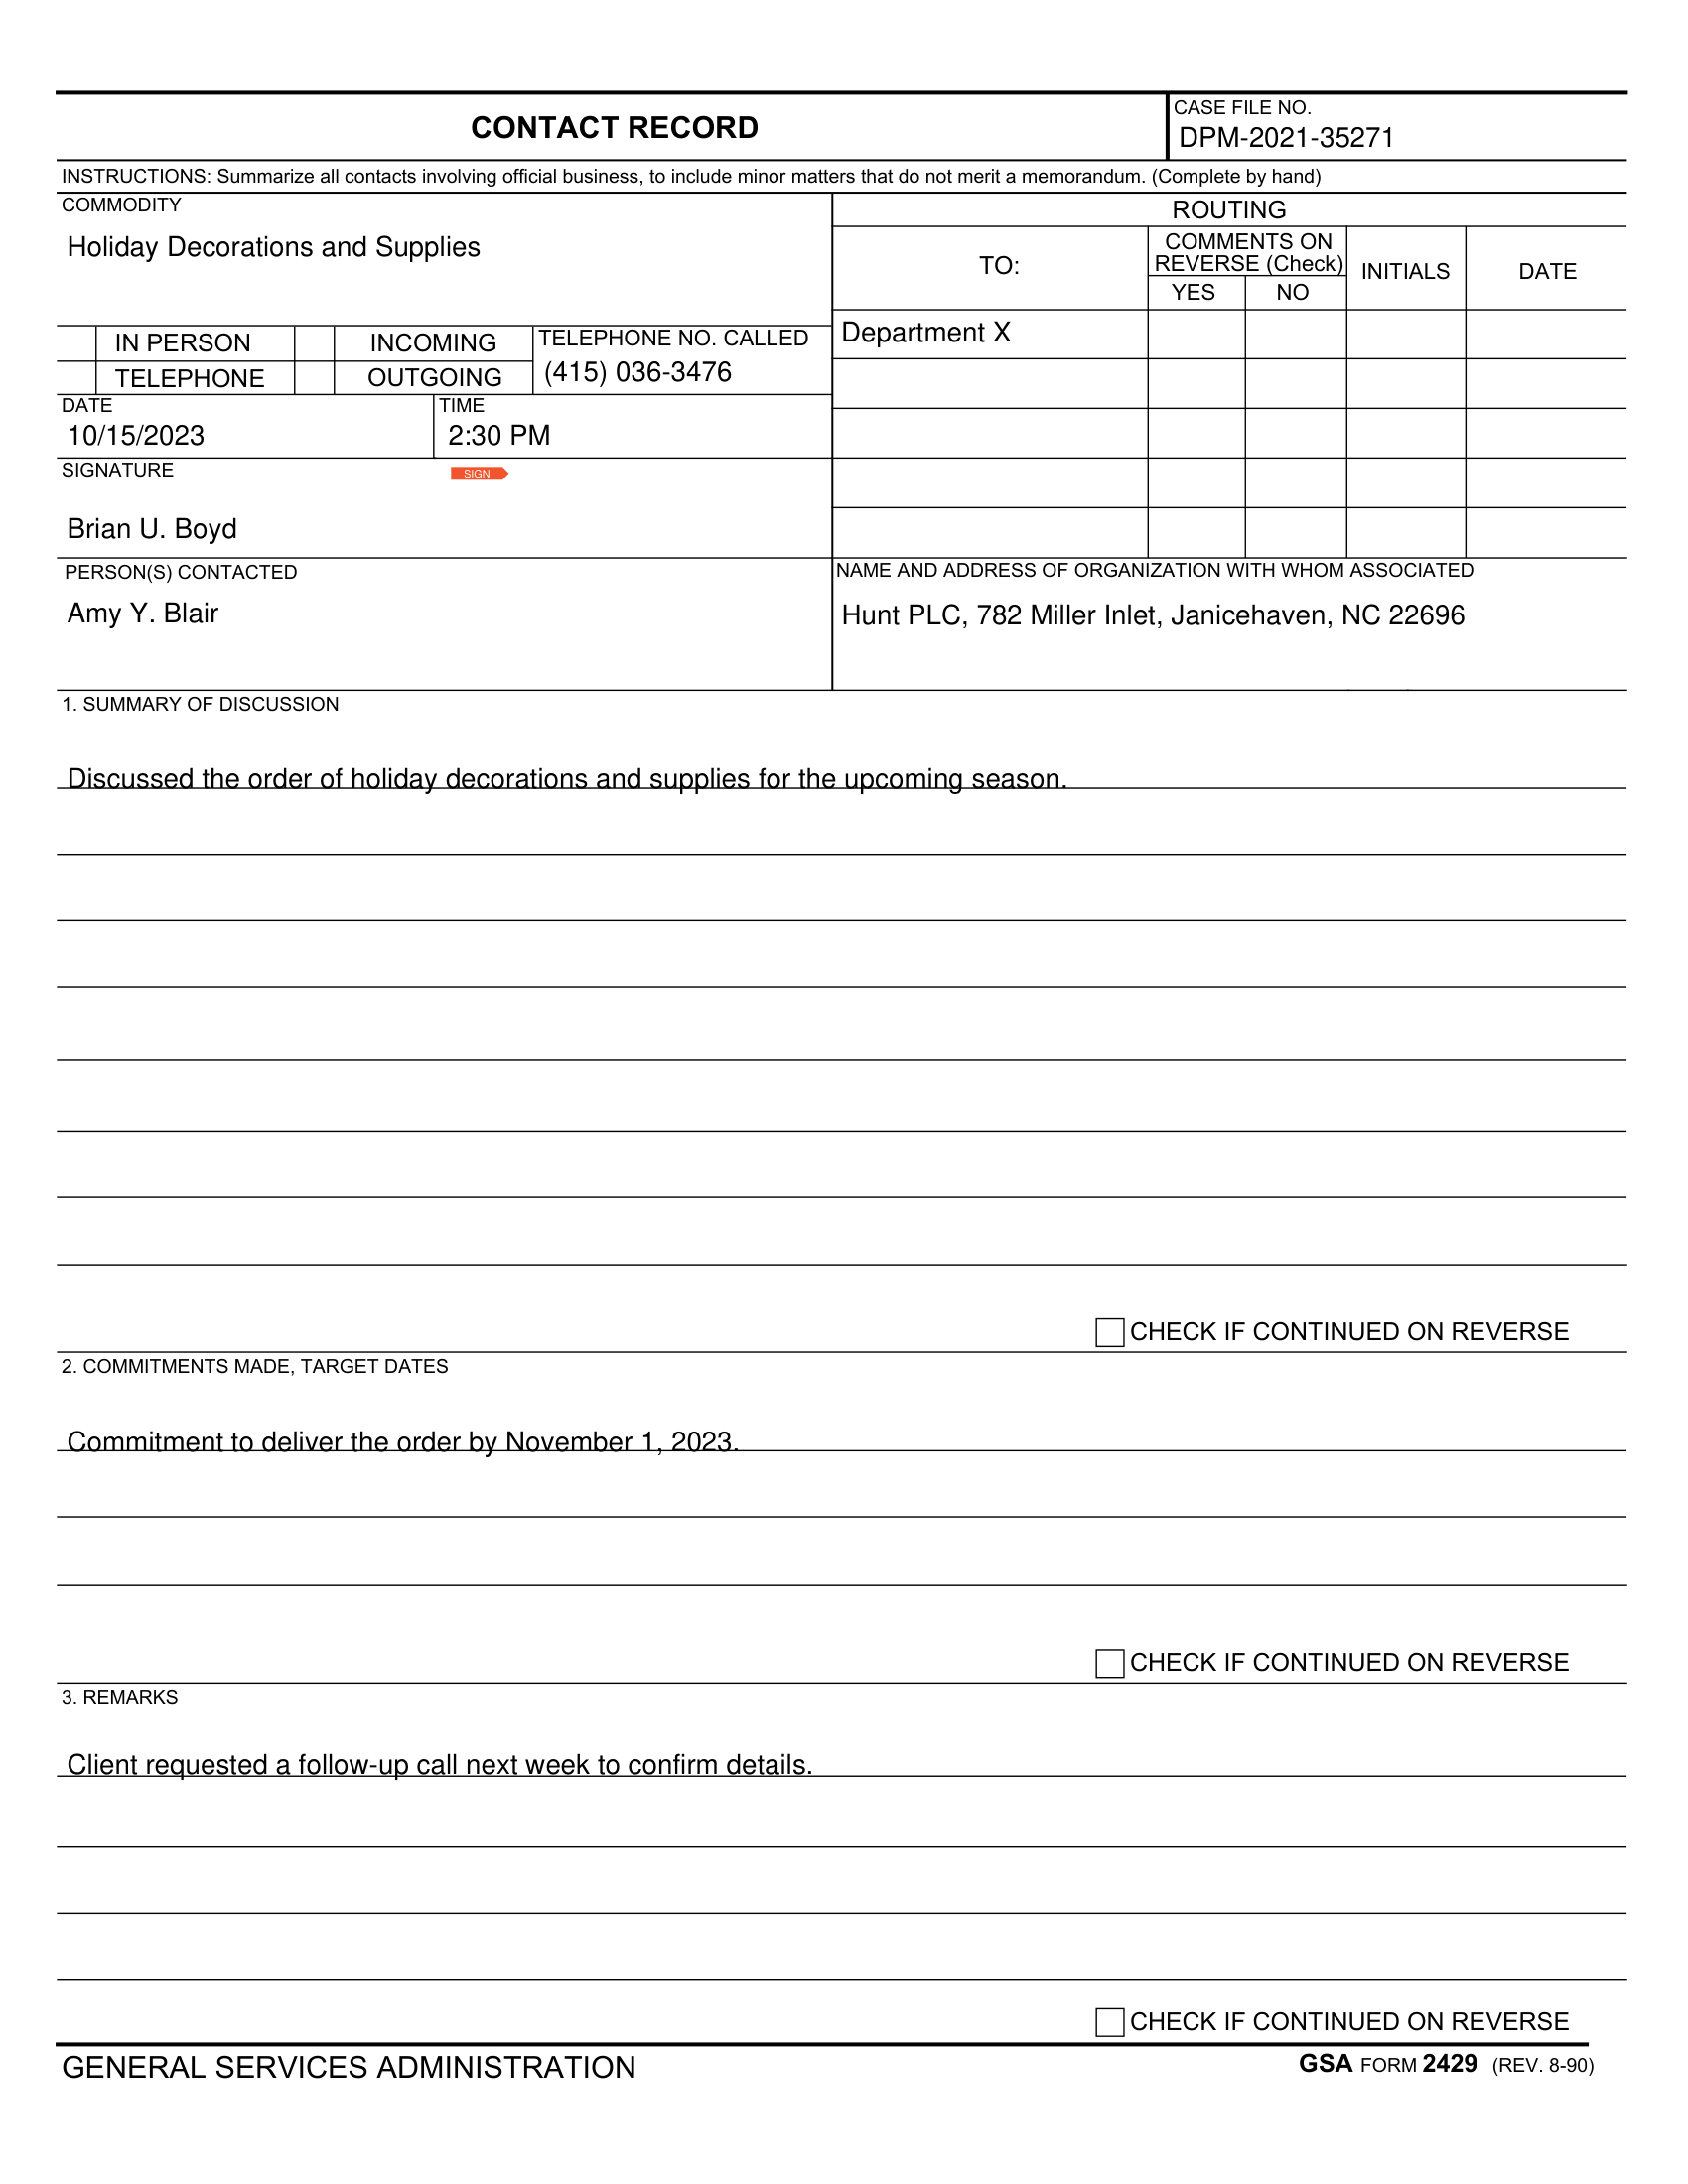 CONTACT RECORD
CASE FILE NO.
DPM-2021-35271
INSTRUCTIONS: Summarize all contacts involving official business, to include minor matters that do not merit a memorandum. (Complete by hand)
COMMODITY
Holiday Decorations and Supplies
ROUTING
TO:
COMMENTS ON
REVERSE (Check)
YES NO
INITIALS
DATE
IN PERSON
INCOMING
TELEPHONE
OUTGOING
TELEPHONE NO. CALLED
(415) 036-3476
Department X
DATE
10/15/2023
TIME
2:30 PM
SIGNATURE
SIGN
Brian U. Boyd
PERSON(S) CONTACTED
Amy Y. Blair
NAME AND ADDRESS OF ORGANIZATION WITH WHOM ASSOCIATED
Hunt PLC, 782 Miller Inlet, Janicehaven, NC 22696
1. SUMMARY OF DISCUSSION
Discussed the order of holiday decorations and supplies for the upcoming season.
CHECK IF CONTINUED ON REVERSE
2. COMMITMENTS MADE, TARGET DATES
Commitment to deliver the order by November 1, 2023.
CHECK IF CONTINUED ON REVERSE
3. REMARKS
Client requested a follow-up call next week to confirm details.
CHECK IF CONTINUED ON REVERSE
GENERAL SERVICES ADMINISTRATION
GSA FORM 2429 (REV. 8-90)